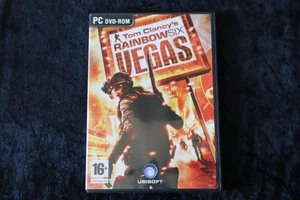 PC DVD-ROM
Tom Clancy's
RAINBOW SIX
VEGAS
16+
UBISOFT